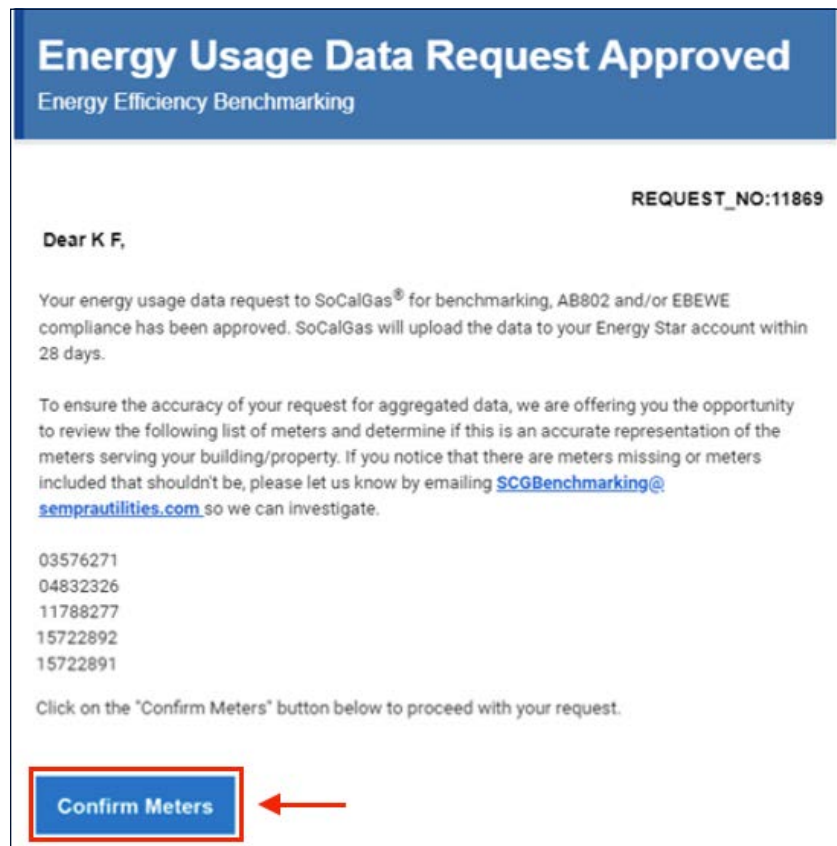 Energy Usage Data Request Approved
Energy Efficiency Benchmarking
REQUEST_NO:11869
Dear K F,
Your energy usage data request to SoCalGas® for benchmarking, AB802 and/or EBEWE
compliance has been approved. SoCalGas will upload the data to your Energy Star account within
28 days.
To ensure the accuracy of your request for aggregated data, we are offering you the opportunity
to review the following list of meters and determine if this is an accurate representation of the
meters serving your building/property. If you notice that there are meters missing or meters
included that shouldn't be, please let us know by emailing SCGBenchmarking@
semprautilities.com so we can investigate.
03576271
04832326
11788277
15722892
15722891
Click on the "Confirm Meters" button below to proceed with your request.
Confirm Meters